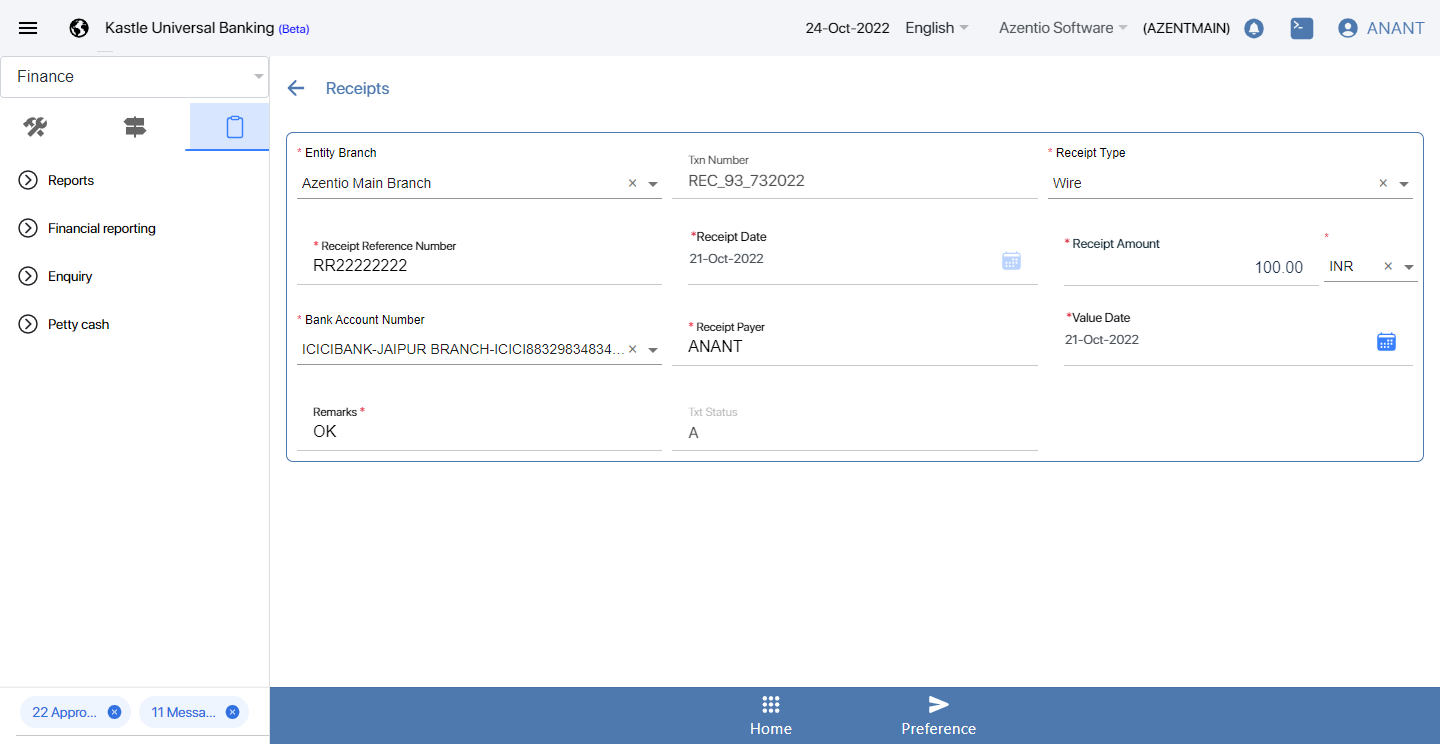 Kastle Universal Banking (Beta)
24-Oct-2022
English
Azentio Software
(AZENTMAIN)
ANANT
Finance
Reports
Financial reporting
Enquiry
Petty cash
Receipts
* Entity Branch
Azentio Main Branch ×
Txn Number
REC_93_732022
* Receipt Type
Wire ×
* Receipt Reference Number
RR22222222
*Receipt Date
21-Oct-2022
* Receipt Amount
100.00
*
INR ×
* Bank Account Number
ICICIBANK-JAIPUR BRANCH-ICICI88329834834... ×
* Receipt Payer
ANANT
*Value Date
21-Oct-2022
Remarks *
OK
Txt Status
A
22 Appro...
11 Messa...
Home
Preference